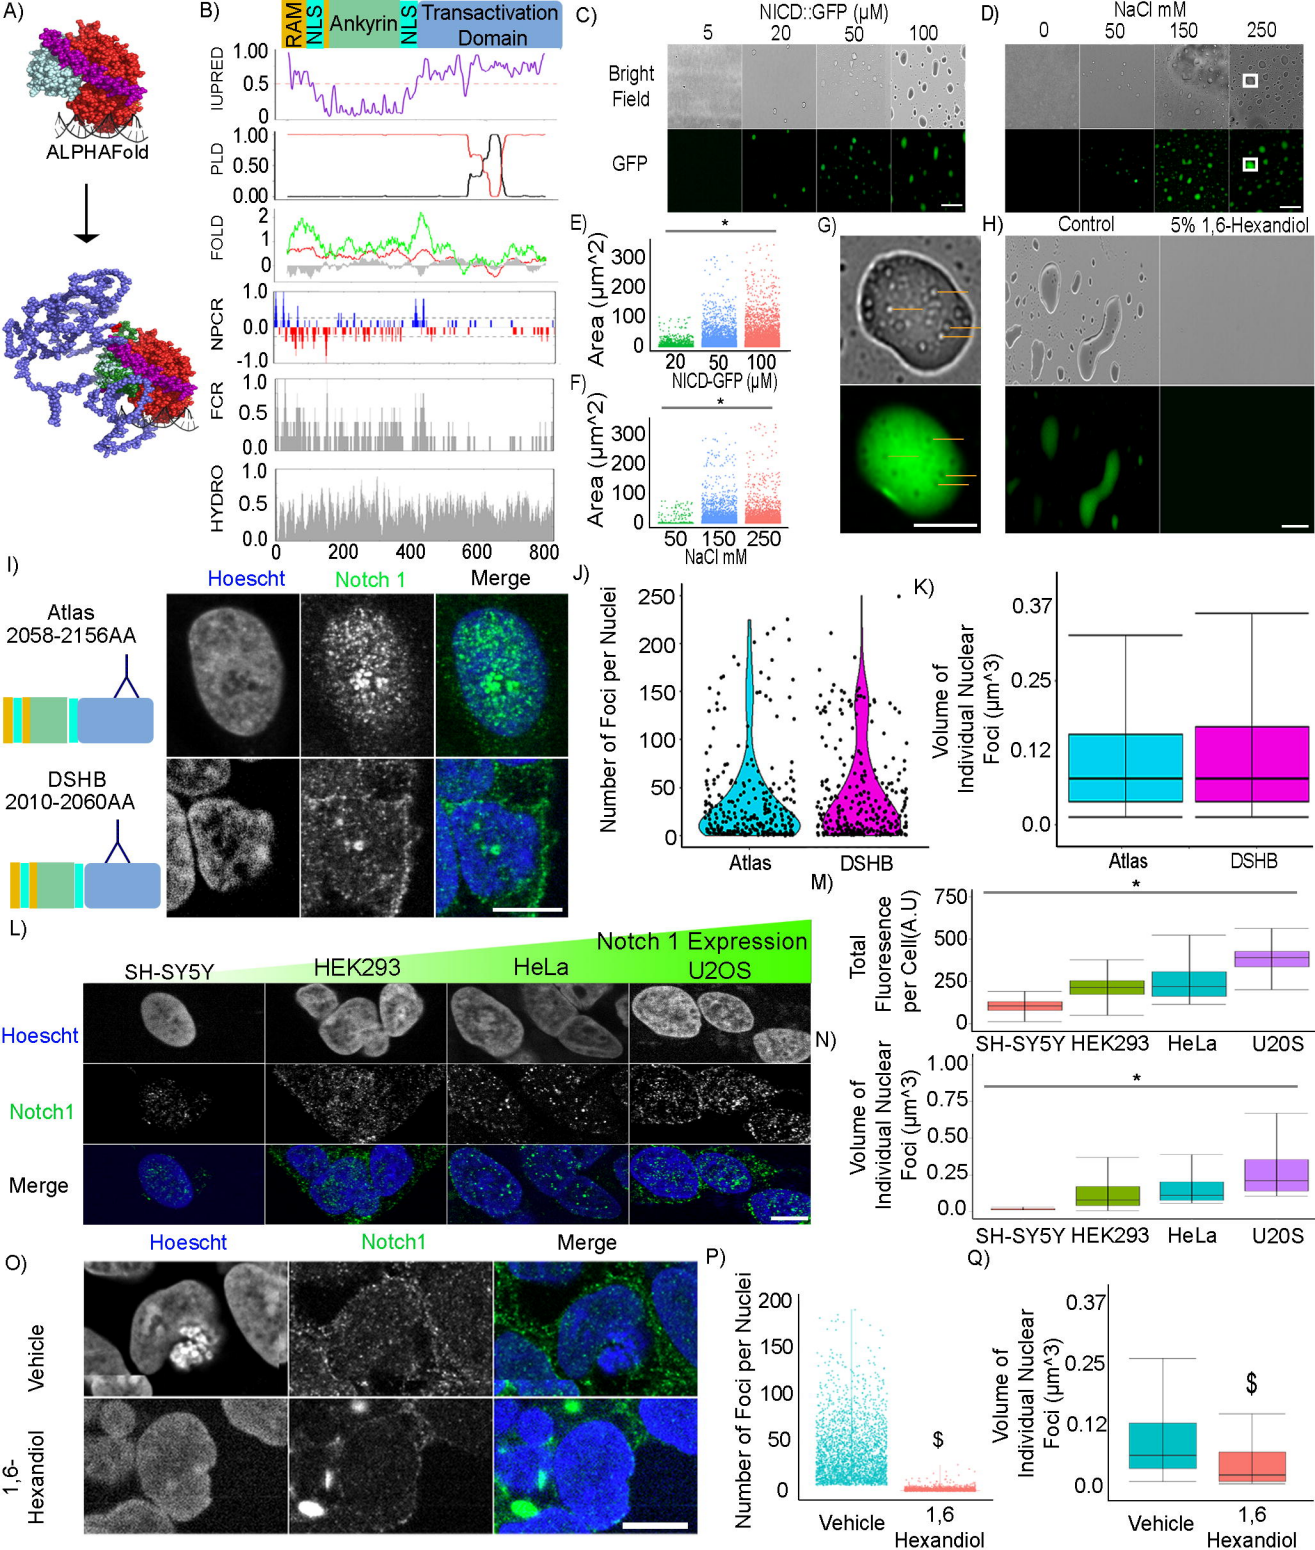 A)
ALPHAFold
B)
RAM
NLS
Ankyrin
NLS
Transactivation
Domain
IUPRED
1.00
0.5
0
PLD
1.00
0.50
0.00
FOLD
2
1
0
NPCR
1.0
0.0
-1.0
FCR
1.0
0.5
0.0
HYDRO
1.0
0.5
0.0
0 200 400 600 800
C)
NICD::GFP (µM)
5 20 50 100
Bright
Field
GFP
D)
NaCl mM
0 50 150 250
E)
*
Area (µm^2)
300
200
100
0
20 50 100
NICD-GFP (µM)
F)
*
Area (µm^2)
300
200
100
0
50 150 250
NaCl mM
G)
H)
Control 5% 1,6-Hexandiol
I)
Hoescht Notch 1 Merge
Atlas
2058-2156AA
DSHB
2010-2060AA
J)
Number of Foci per Nuclei
250
200
150
100
50
0
Atlas DSHB
K)
Volume of
Individual Nuclear
Foci (µm^3)
0.37
0.25
0.12
0.0
Atlas DSHB
L)
Notch 1 Expression
SH-SY5Y HEK293 HeLa U2OS
Hoescht
Notch1
Merge
M)
*
Total
Fluoresence
per Cell(A.U)
750
500
250
0
SH-SY5Y HEK293 HeLa U20S
N)
*
Volume of
Individual Nuclear
Foci (µm^3)
1.00
0.75
0.50
0.25
0.0
SH-SY5Y HEK293 HeLa U20S
O)
Hoescht Notch1 Merge
Vehicle
1,6-
Hexandiol
P)
Number of Foci per Nuclei
200
150
100
50
0
$
Vehicle 1,6
Hexandiol
Q)
Volume of
Individual Nuclear
Foci (µm^3)
0.37
0.25
0.12
0.0
$
Vehicle 1,6
Hexandiol